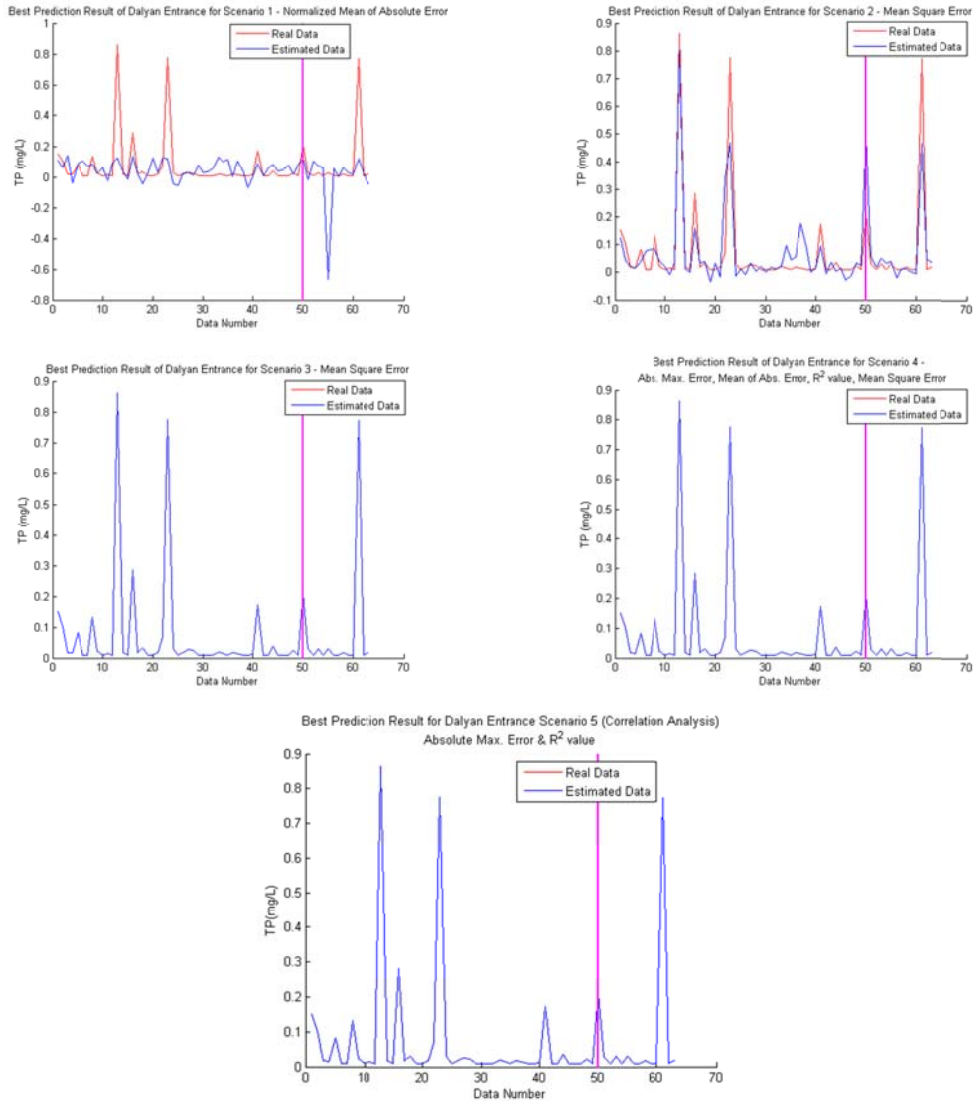 Best Prediction Result of Dalyan Entrance for Scenario 1 - Normalized Mean of Absolute Error
Real Data
Estimated Data
TP (mg/L)
1
0.8
0.6
0.4
0.2
0
-0.2
-0.4
-0.6
-0.8
0 10 20 30 40 50 60 70
Data Number
Best Prediction Result of Dalyan Entrance for Scenario 2 - Mean Square Error
Real Data
Estimated Data
TP (mg/L)
0.9
0.8
0.7
0.6
0.5
0.4
0.3
0.2
0.1
0
-0.1
0 10 20 30 40 50 60 70
Data Number
Best Prediction Result of Dalyan Entrance for Scenario 3 - Mean Square Error
Real Data
Estimated Data
TP (mg/L)
0.9
0.8
0.7
0.6
0.5
0.4
0.3
0.2
0.1
0
0 10 20 30 40 50 60 70
Data Number
Best Prediction Result of Dalyan Entrance for Scenario 4 -
Abs. Max. Error, Mean of Abs. Error, R² value, Mean Square Error
Real Data
Estimated Data
TP (mg/L)
0.9
0.8
0.7
0.6
0.5
0.4
0.3
0.2
0.1
0
0 10 20 30 40 50 60 70
Data Number
Best Prediction Result for Dalyan Entrance Scenario 5 (Correlation Analysis)
Absolute Max. Error & R² value
Real Data
Estimated Data
TP(mg/L)
0.9
0.8
0.7
0.6
0.5
0.4
0.3
0.2
0.1
0
0 10 20 30 40 50 60 70
Data Number